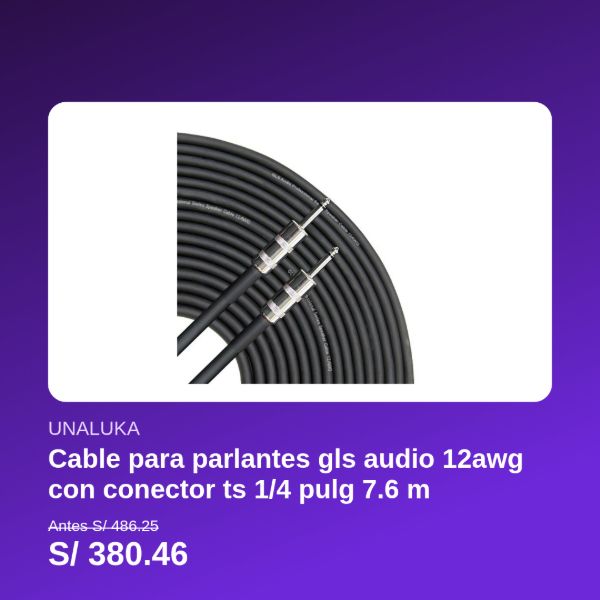 UNALUKA
Cable para parlantes gls audio 12awg
con conector ts 1/4 pulg 7.6 m
Antes S/ 486.25
S/ 380.46